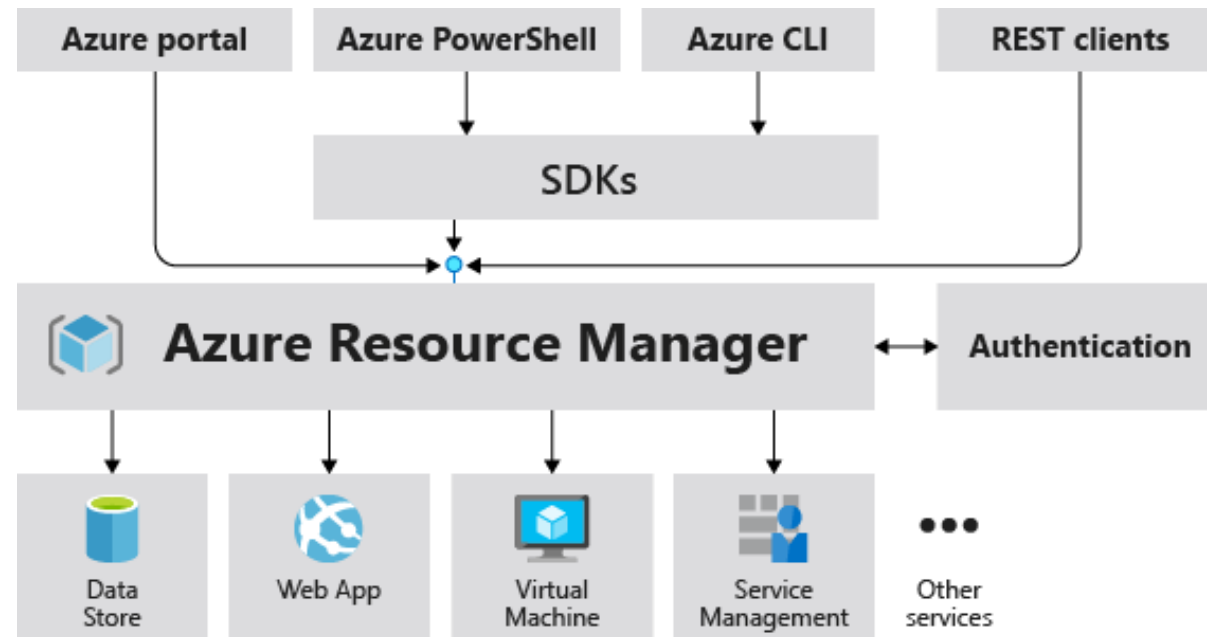 Azure portal
Azure PowerShell
Azure CLI
REST clients
SDKs
Azure Resource Manager
Authentication
Data
Store
Web App
Virtual
Machine
Service
Management
Other
services